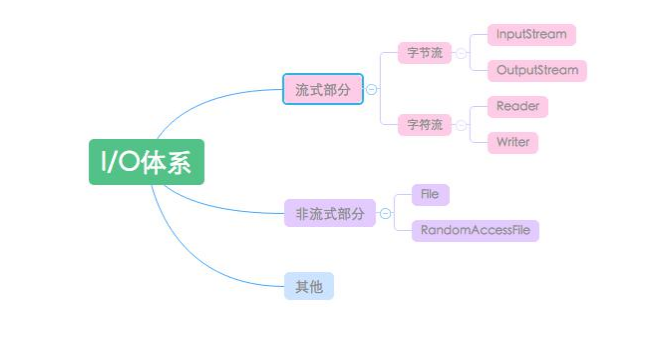 I/O体系
流式部分
字节流
InputStream
OutputStream
字符流
Reader
Writer
非流式部分
File
RandomAccessFile
其他